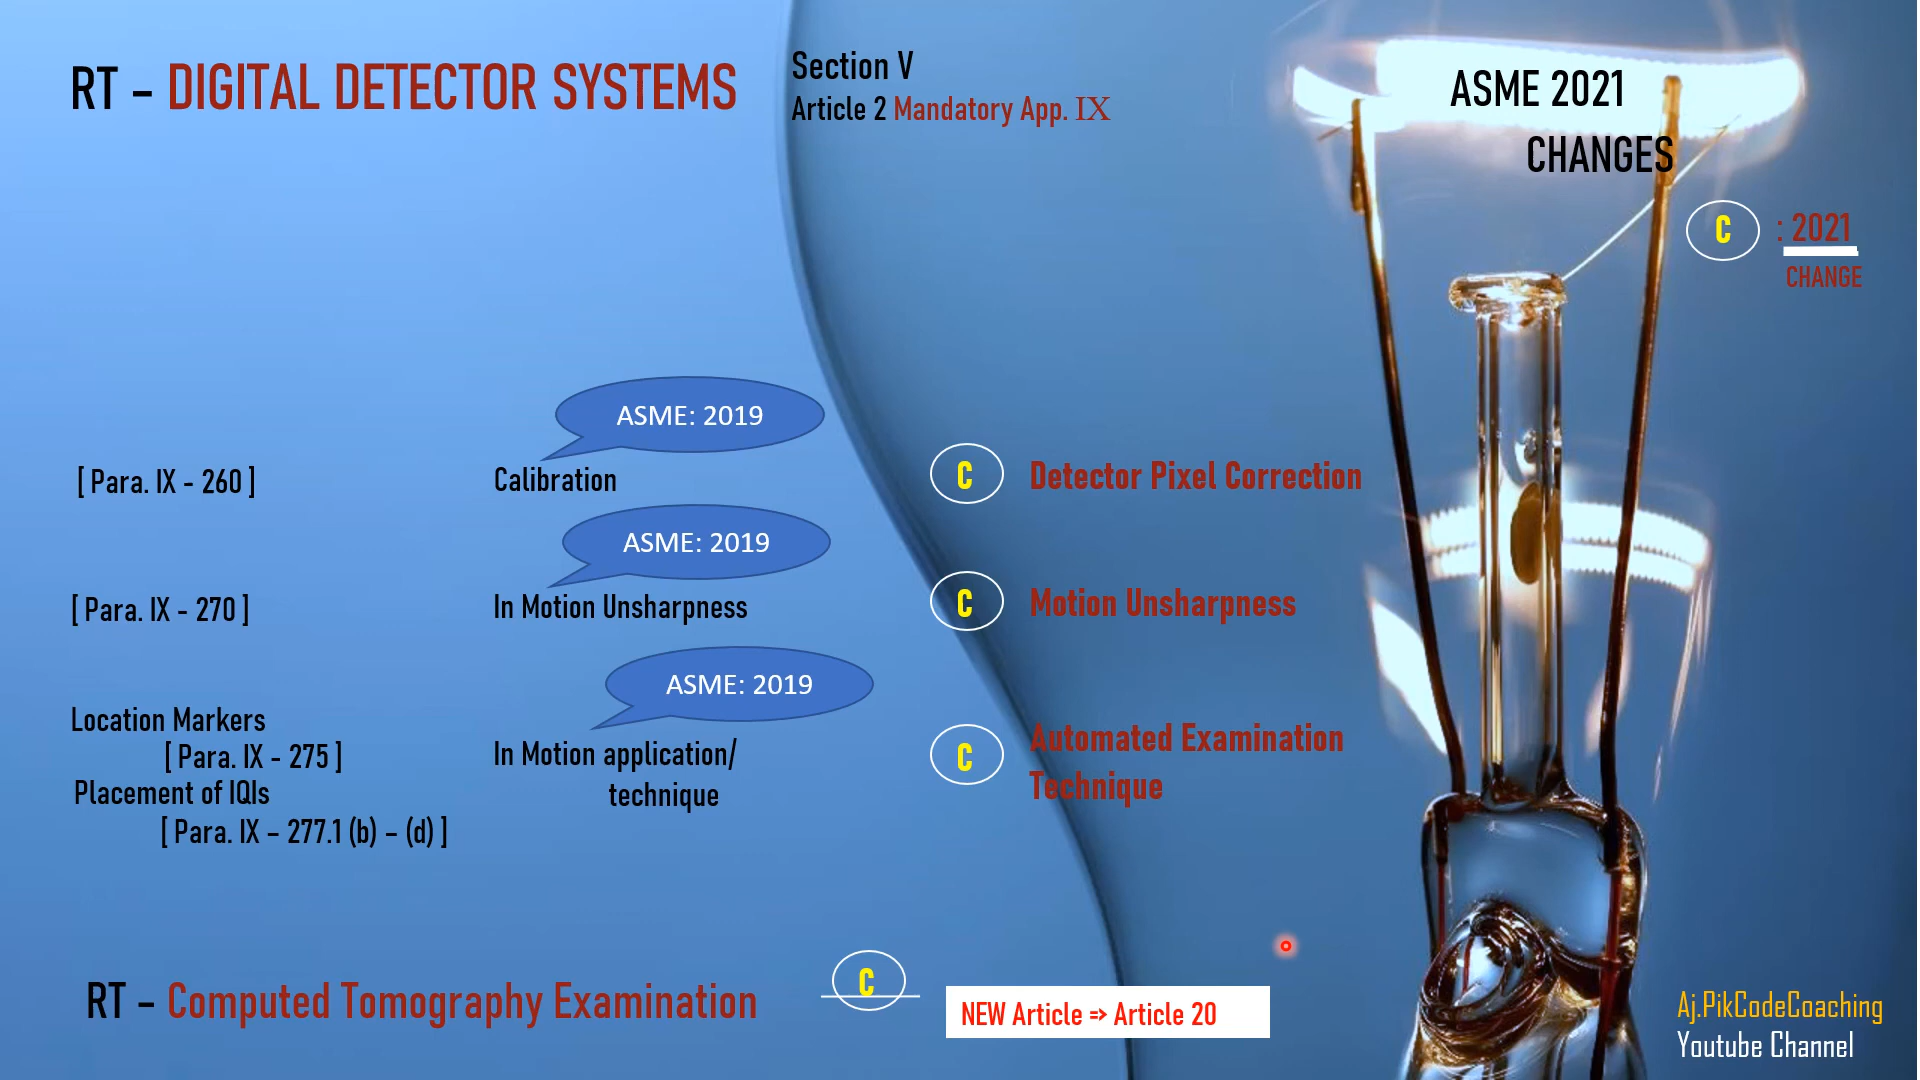 RT – DIGITAL DETECTOR SYSTEMS
Section V
Article 2 Mandatory App. IX
ASME 2021
CHANGES
C : 2021
CHANGE
ASME: 2019
[ Para. IX - 260 ] Calibration C Detector Pixel Correction
ASME: 2019
[ Para. IX - 270 ] In Motion Unsharpness C Motion Unsharpness
ASME: 2019
Location Markers
[ Para. IX - 275 ]
Placement of IQIs
[ Para. IX – 277.1 (b) – (d) ]
In Motion application/
technique
C Automated Examination
Technique
RT – Computed Tomography Examination C
NEW Article => Article 20
Aj.PikCodeCoaching
Youtube Channel